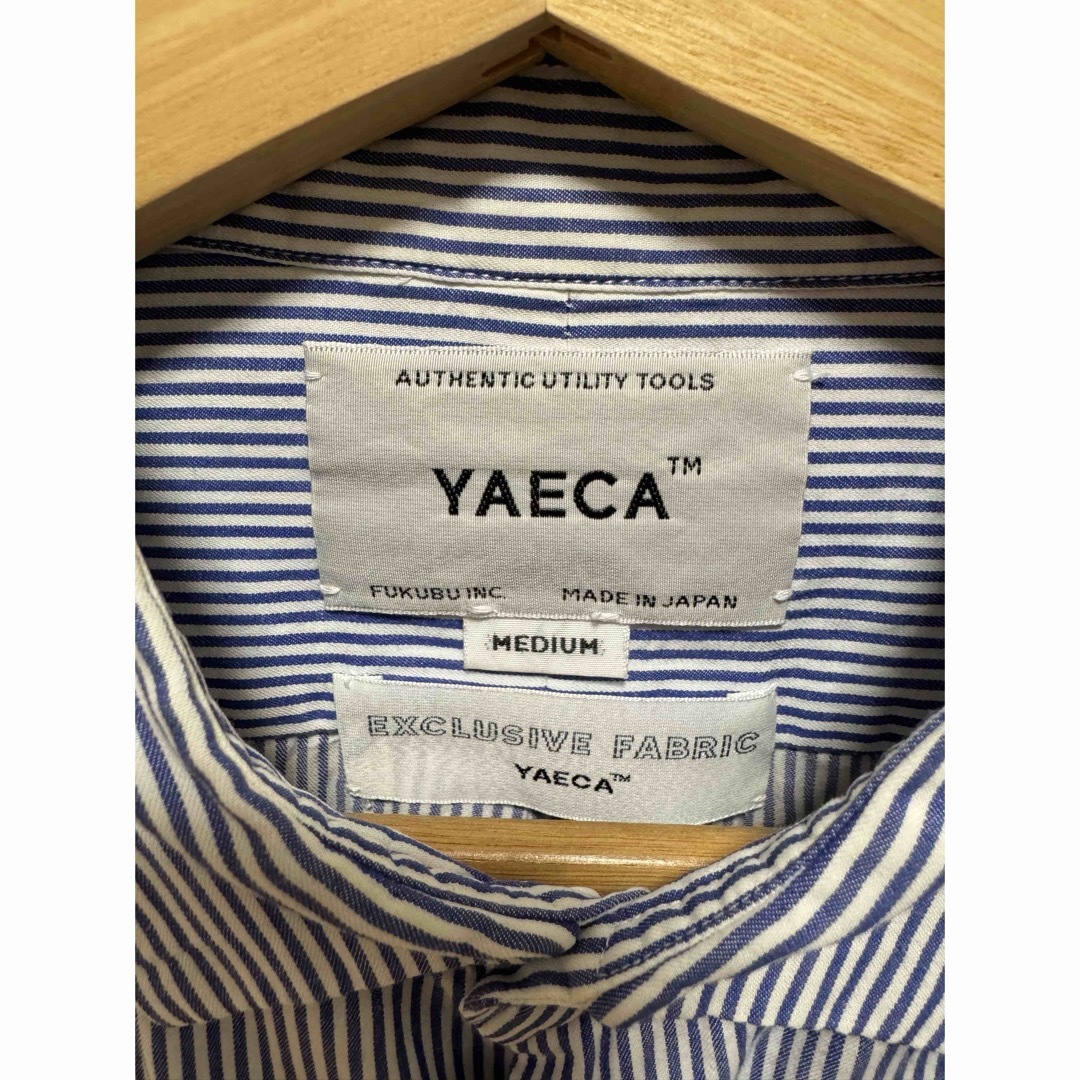 AUTHENTIC UTILITY TOOLS
YAECA™
FUKUBU INC. MADE IN JAPAN
MEDIUM
EXCLUSIVE FABRIC
YAECA™